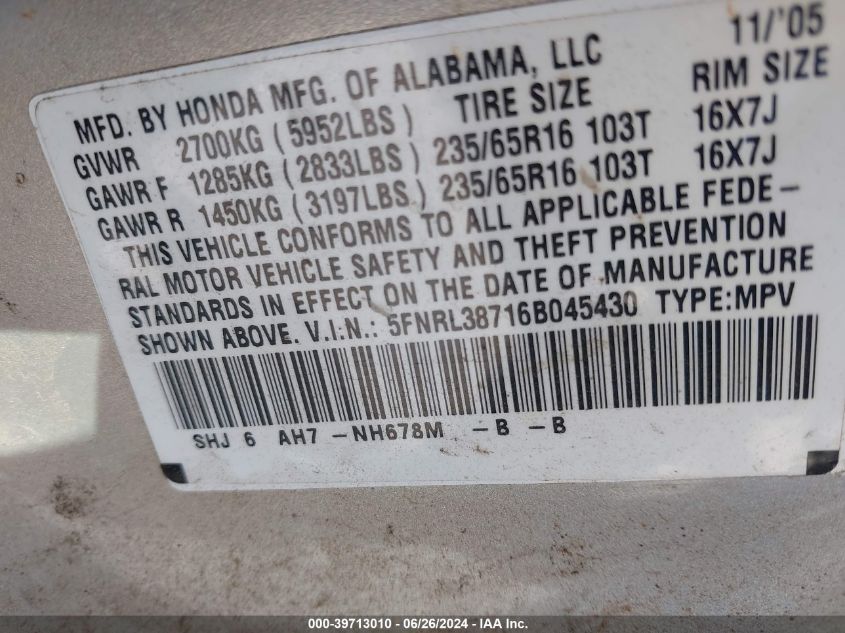 11/'05
MFD. BY HONDA MFG. OF ALABAMA, LLC RIM SIZE
GVWR 2700KG (5952LBS) TIRE SIZE
GAWR F 1285KG (2833LBS) 235/65R16 103T 16X7J
GAWR R 1450KG (3197LBS) 235/65R16 103T 16X7J
THIS VEHICLE CONFORMS TO ALL APPLICABLE FEDE-
RAL MOTOR VEHICLE SAFETY AND THEFT PREVENTION
STANDARDS IN EFFECT ON THE DATE OF MANUFACTURE
SHOWN ABOVE. V.I.N.: 5FNRL38716B045430 TYPE:MPV
SHJ 6 AH7 -NH678M -B -B
000-39713010 - 06/26/2024 - IAA Inc.